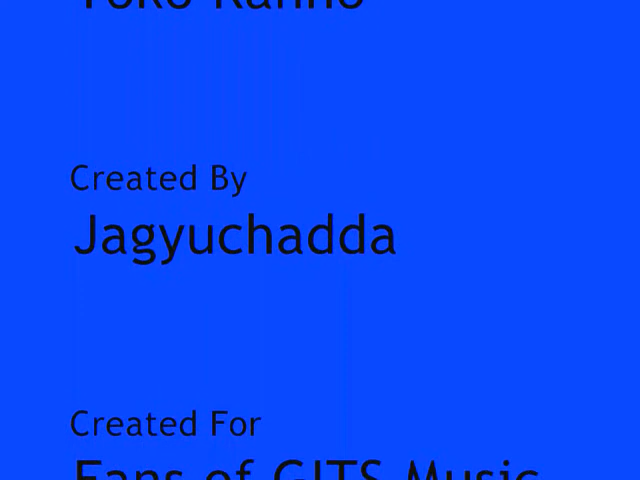 Yoko Kanno
Created By
Jagyuchadda
Created For
Fans of GITS Music